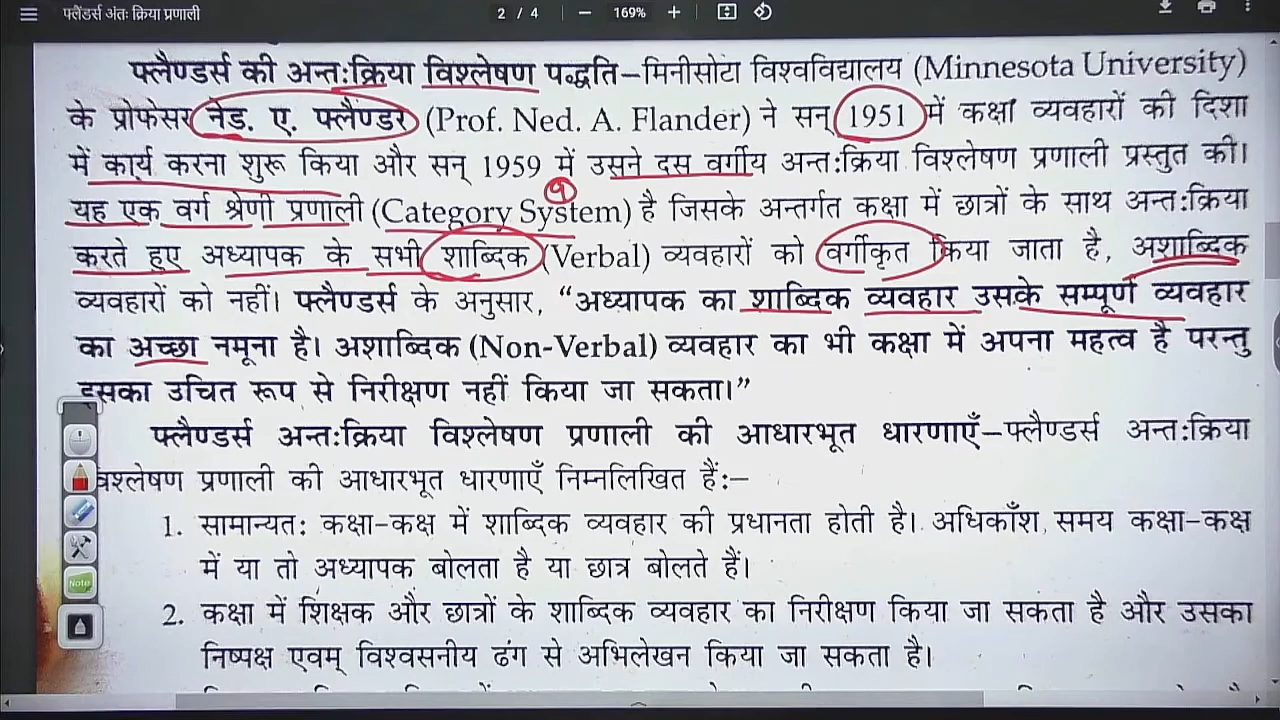 फ्लैंडर्स अंतः क्रिया प्रणाली
2 / 4
169%
फ्लैण्डर्स की अन्तःक्रिया विश्लेषण पद्धति–मिनीसोटा विश्वविद्यालय (Minnesota University)
के प्रोफेसर नेड. ए. फ्लैंण्डर (Prof. Ned. A. Flander) ने सन् 1951 में कक्षा व्यवहारों की दिशा
में कार्य करना शुरू किया और सन् 1959 में उसने दस वर्गीय अन्तःक्रिया विश्लेषण प्रणाली प्रस्तुत की।
यह एक वर्ग श्रेणी प्रणाली (Category System) है जिसके अन्तर्गत कक्षा में छात्रों के साथ अन्तःक्रिया
करते हुए अध्यापक के सभी शाब्दिक (Verbal) व्यवहारों को वर्गीकृत किया जाता है, अशाब्दिक
व्यवहारों को नहीं। फ्लैण्डर्स के अनुसार, “अध्यापक का शाब्दिक व्यवहार उसके सम्पूर्ण व्यवहार
का अच्छा नमूना है। अशाब्दिक (Non-Verbal) व्यवहार का भी कक्षा में अपना महत्व है परन्तु
इसका उचित रूप से निरीक्षण नहीं किया जा सकता।”
फ्लैण्डर्स अन्तःक्रिया विश्लेषण प्रणाली की आधारभूत धारणाएँ–फ्लैण्डर्स अन्तःक्रिया
विश्लेषण प्रणाली की आधारभूत धारणाएँ निम्नलिखित हैं:–
1. सामान्यतः कक्षा-कक्ष में शाब्दिक व्यवहार की प्रधानता होती है। अधिकाँश समय कक्षा-कक्ष
में या तो अध्यापक बोलता है या छात्र बोलते हैं।
2. कक्षा में शिक्षक और छात्रों के शाब्दिक व्यवहार का निरीक्षण किया जा सकता है और उसका
निष्पक्ष एवम् विश्वसनीय ढंग से अभिलेखन किया जा सकता है।
Note